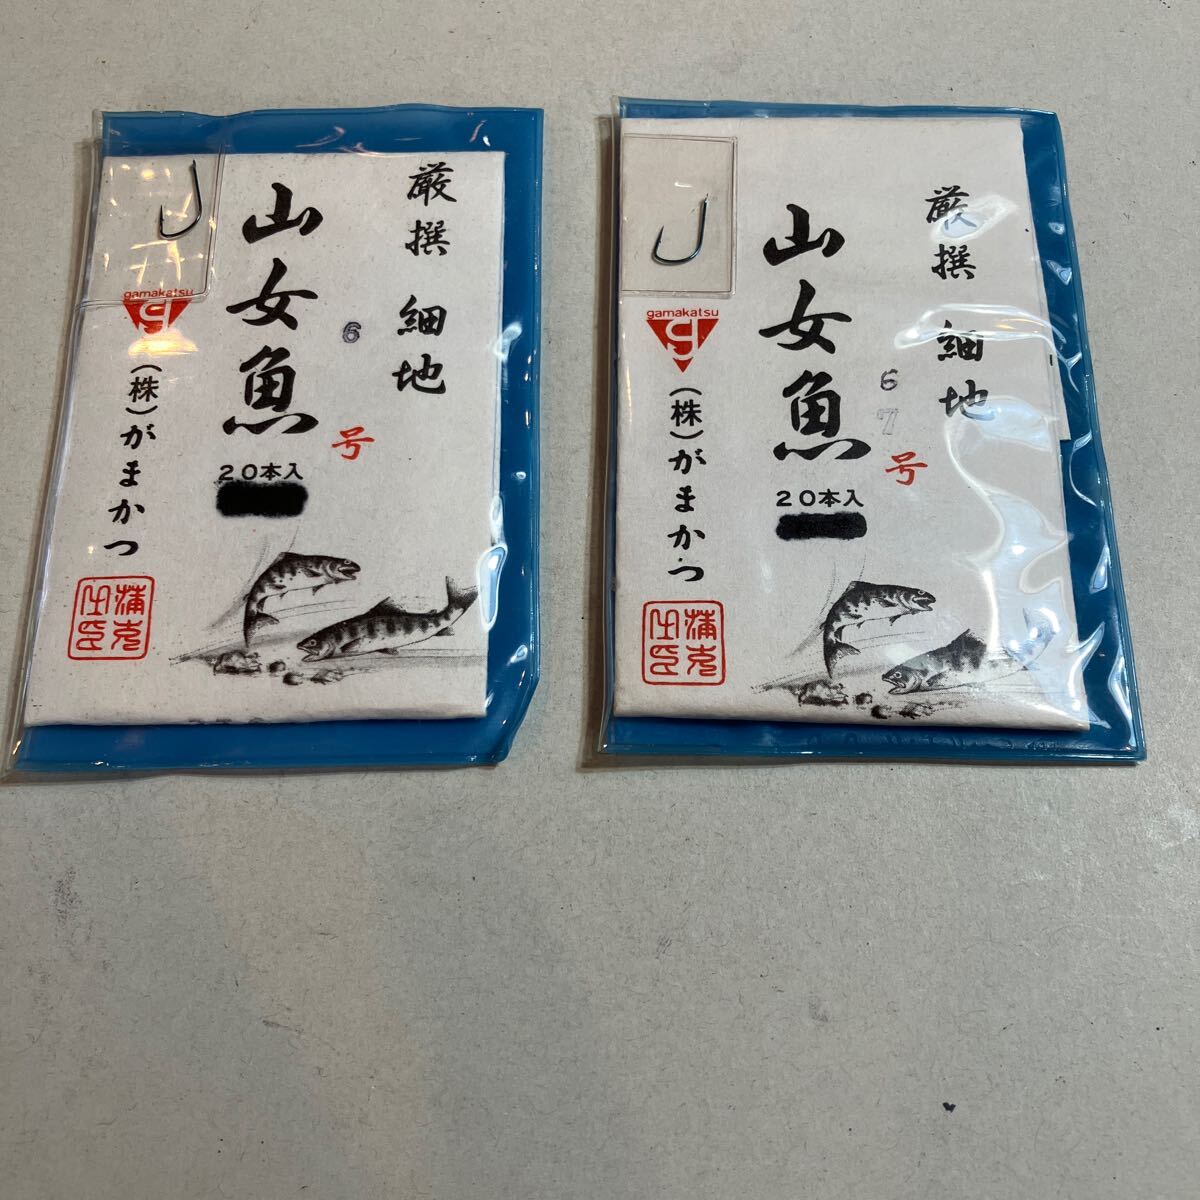 厳撰 細地
山女魚
6
号
20本入
gamakatsu
(株)がまかつ
厳撰 細地
山女魚
6
7
号
20本入
gamakatsu
(株)がまかつ